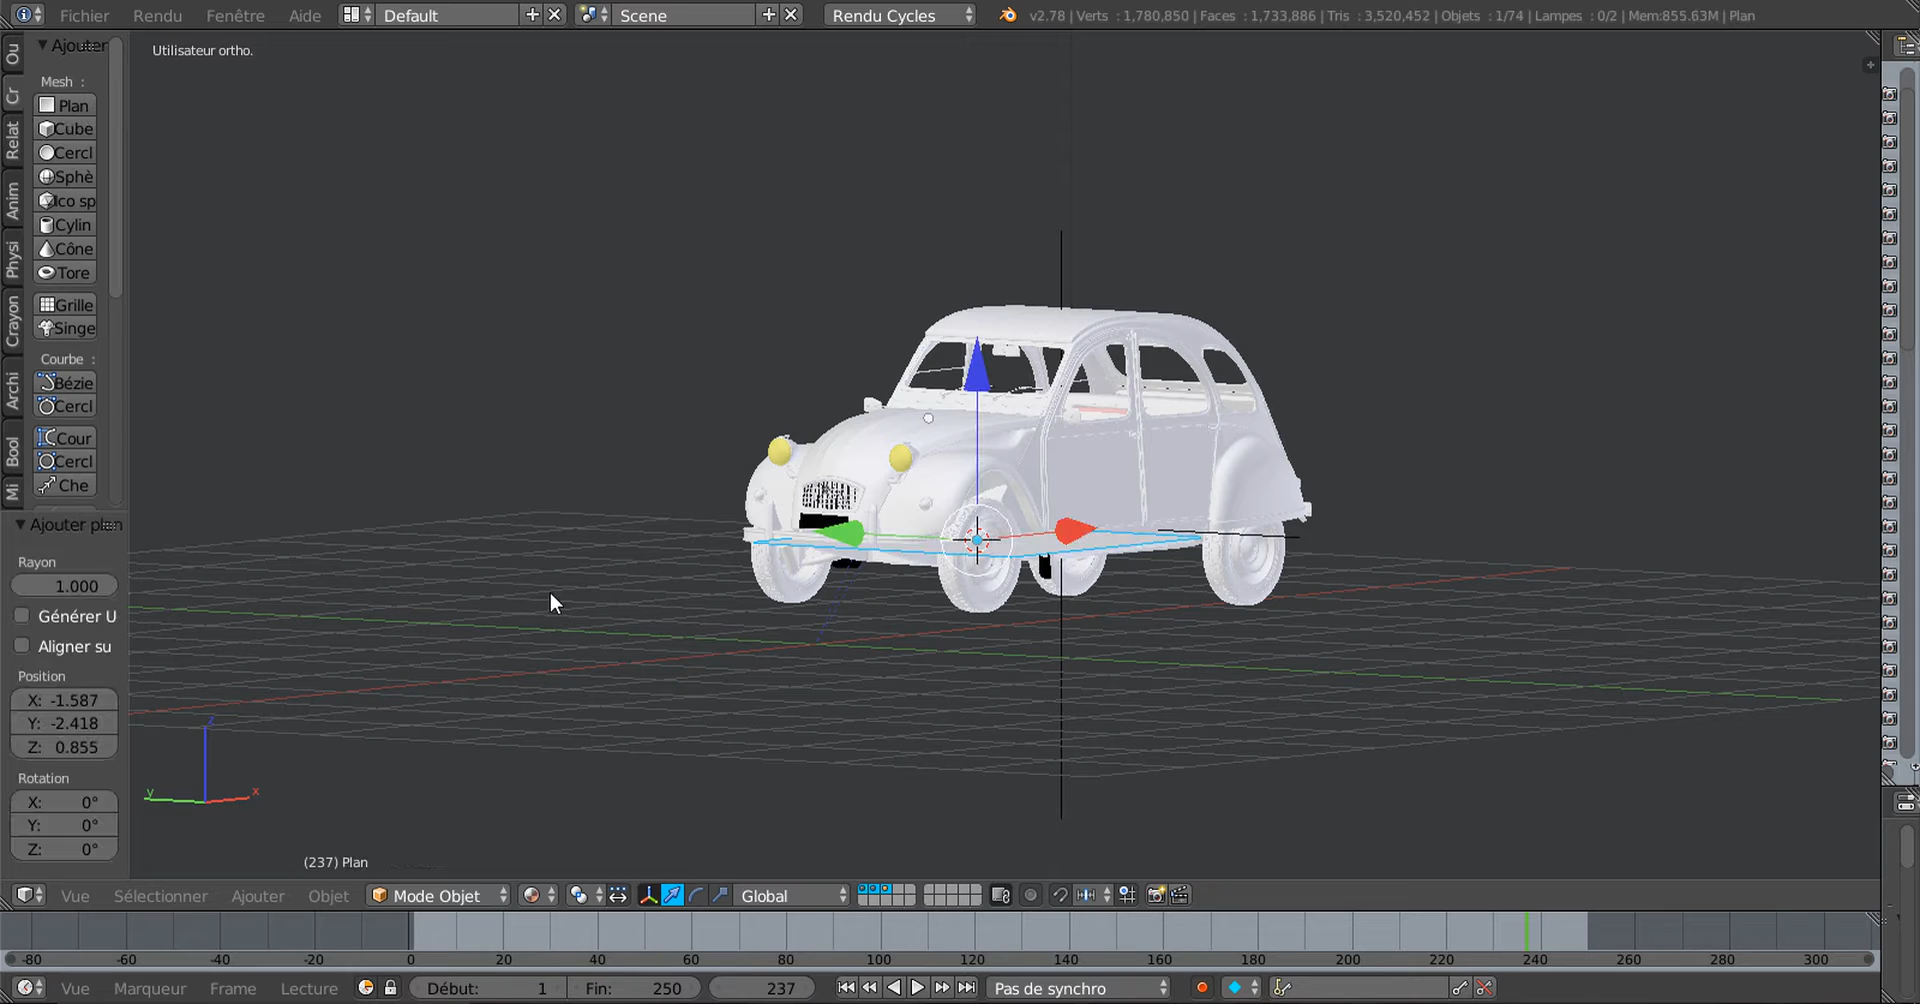 Fichier Rendu Fenêtre Aide Default Scene Rendu Cycles v2.78 | Verts : 1,780,850 | Faces : 1,733,886 | Tris : 3,520,452 | Objets : 1/74 | Lampes : 0/2 | Mem:855.63M | Plan
Utilisateur ortho.
Ou
Cr
Relat
Anim
Physi
Crayon
Archi
Bool
Mi
Ajouter
Mesh :
Plan
Cube
Cercl
Sphè
Ico sp
Cylin
Cône
Tore
Grille
Singe
Courbe :
Bézie
Cercl
Cour
Cercl
Che
Ajouter plan
Rayon
1.000
Générer U
Aligner su
Position
X: -1.587
Y: -2.418
Z: 0.855
Rotation
X: 0°
Y: 0°
Z: 0°
z
y x
(237) Plan
Vue Sélectionner Ajouter Objet Mode Objet Global
-80 -60 -40 -20 0 20 40 60 80 100 120 140 160 180 200 220 240 260 280 300
Vue Marqueur Frame Lecture Début: 1 Fin: 250 237 Pas de synchro